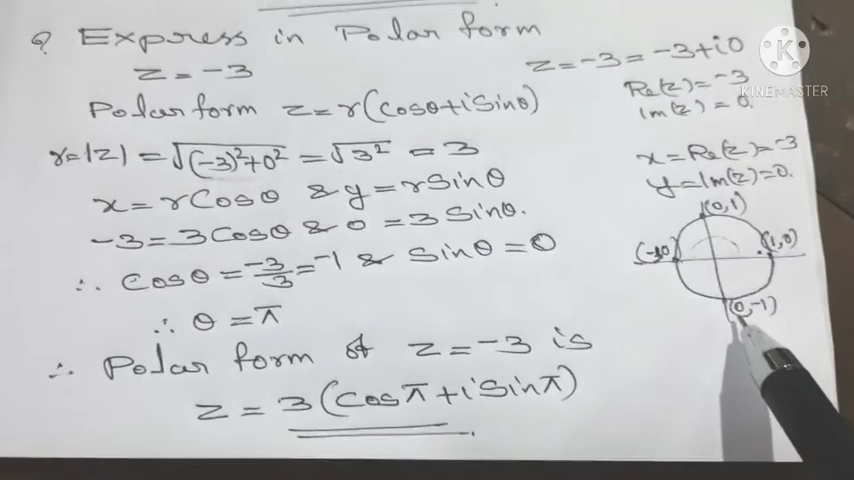 Q Express in Polar form
z = -3
Polar form z = r(cosθ + i sinθ)
r = |z| = √((-3)²+0²) = √3² = 3
x = r cosθ & y = r sinθ
-3 = 3 cosθ & 0 = 3 sinθ.
∴ cosθ = -3/3 = -1 & sinθ = 0
∴ θ = π
∴ Polar form of z = -3 is
z = 3 (cosπ + i sinπ)
z = -3 = -3 + i0
Re(z) = -3
Im(z) = 0.
x = Re(z) = -3
y = Im(z) = 0.
(0,1)
(-1,0)
(1,0)
(0,-1)
K
KINEMASTER